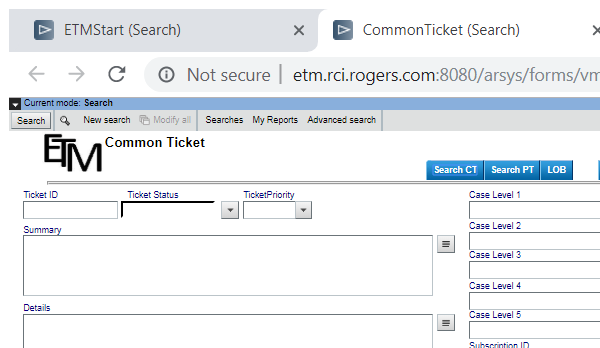 ETMStart (Search)
CommonTicket (Search)
Not secure | etm.rci.rogers.com:8080/arsys/forms/vm
Current mode: Search
Search New search Modify all Searches My Reports Advanced search
ETM Common Ticket
Search CT Search PT LOB
Ticket ID Ticket Status TicketPriority Case Level 1
Case Level 2
Summary
Case Level 3
Case Level 4
Details Case Level 5
Subscription ID